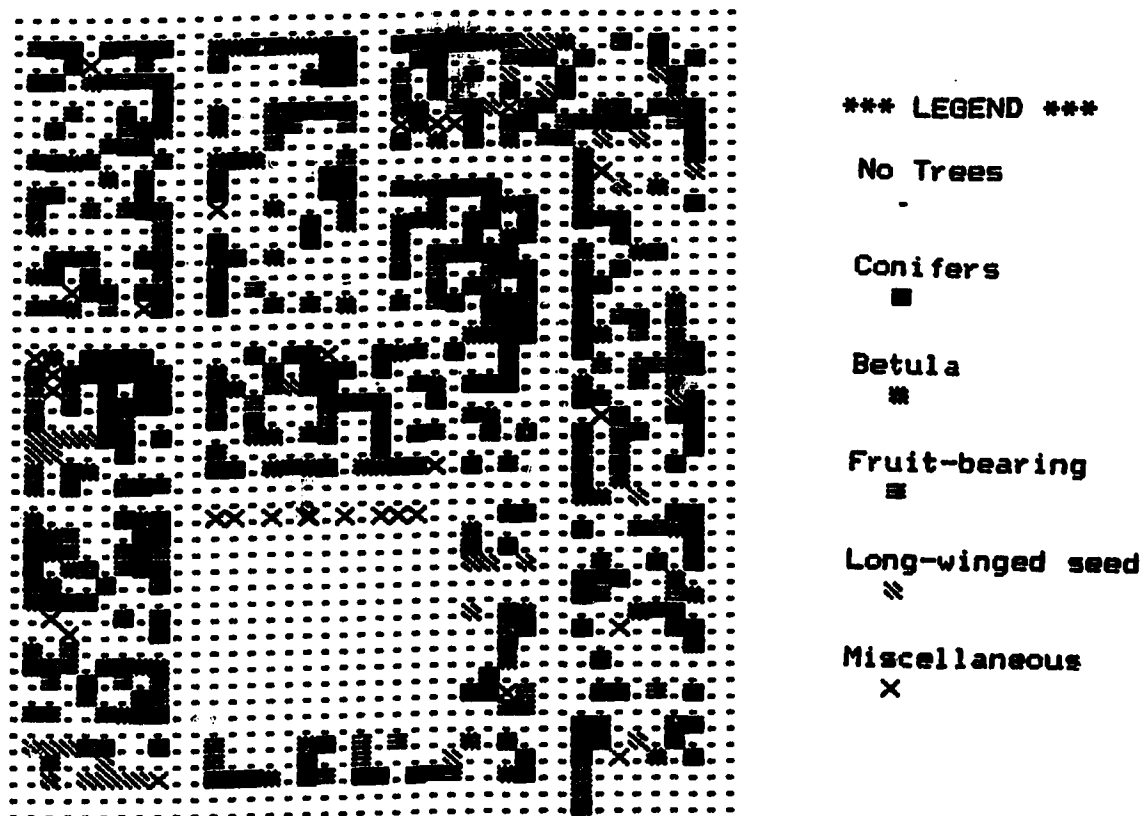 *** LEGEND ***
No Trees
Conifers
Betula
Fruit-bearing
Long-winged seed
Miscellaneous